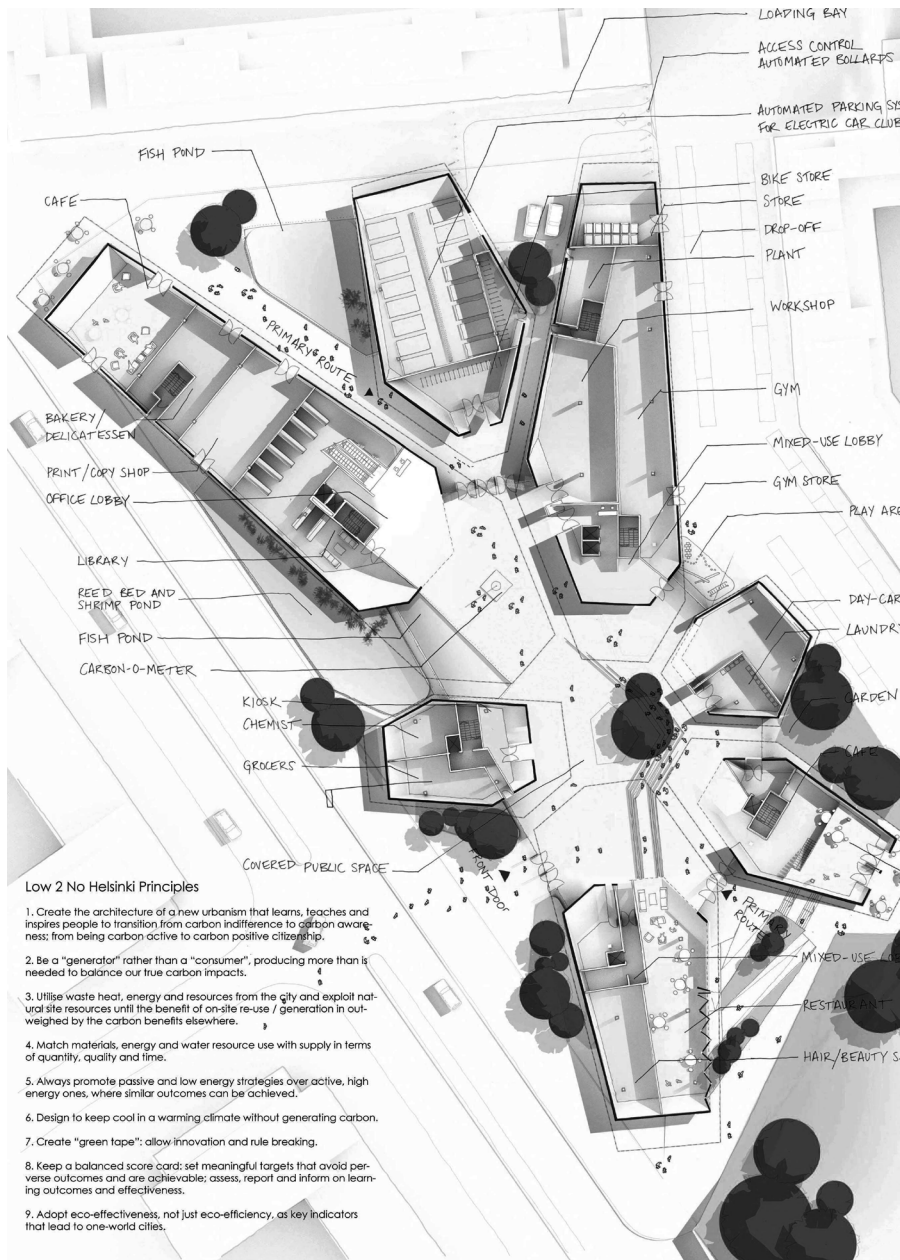 LOADING BAY
ACCESS CONTROL
AUTOMATED BOLLARDS
AUTOMATED PARKING SYS
FOR ELECTRIC CAR CLUB
FISH POND
CAFE
BIKE STORE
STORE
DROP-OFF
PLANT
WORKSHOP
PRIMARY ROUTE
GYM
BAKERY/
DELICATESSEN
MIXED-USE LOBBY
PRINT/COPY SHOP
GYM STORE
OFFICE LOBBY
PLAY ARE
LIBRARY
REED BED AND
SHRIMP POND
DAY-CAR
LAUNDRY
FISH POND
CARBON-O-METER
GARDEN
KIOSK
CHEMIST
CAFE
GROCERS
COVERED PUBLIC SPACE
FRONT DOOR
PRIMARY
ROUTE
MIXED-USE LOB
RESTAURANT
HAIR/BEAUTY S
Low 2 No Helsinki Principles
1. Create the architecture of a new urbanism that learns, teaches and
inspires people to transition from carbon indifference to carbon aware-
ness; from being carbon active to carbon positive citizenship.
2. Be a “generator” rather than a “consumer”, producing more than is
needed to balance our true carbon impacts.
3. Utilise waste heat, energy and resources from the city and exploit nat-
ural site resources until the benefit of on-site re-use / generation in out-
weighed by the carbon benefits elsewhere.
4. Match materials, energy and water resource use with supply in terms
of quantity, quality and time.
5. Always promote passive and low energy strategies over active, high
energy ones, where similar outcomes can be achieved.
6. Design to keep cool in a warming climate without generating carbon.
7. Create “green tape”: allow innovation and rule breaking.
8. Keep a balanced score card: set meaningful targets that avoid per-
verse outcomes and are achievable; assess, report and inform on learn-
ing outcomes and effectiveness.
9. Adopt eco-effectiveness, not just eco-efficiency, as key indicators
that lead to one-world cities.